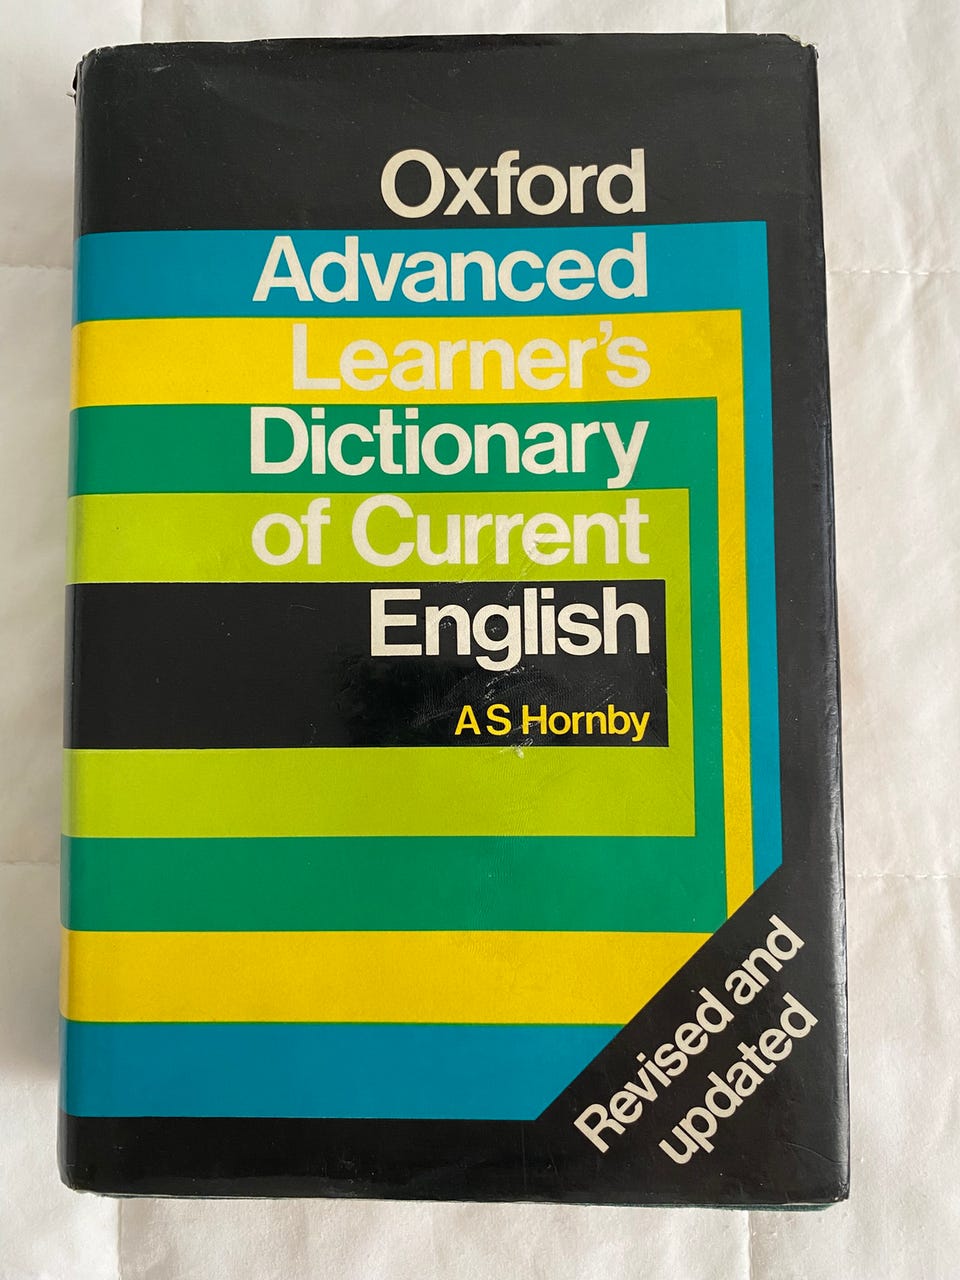 Oxford
Advanced
Learner's
Dictionary
of Current
English
A S Hornby
Revised and
updated